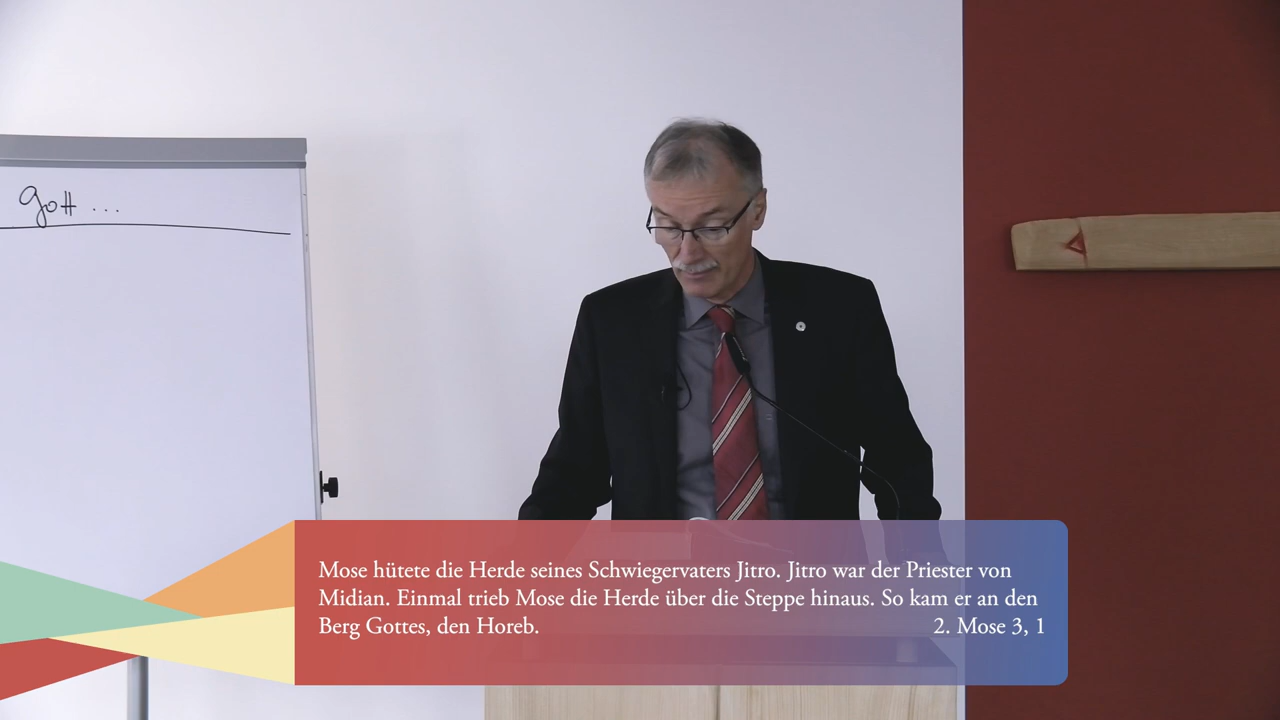 Gott ...
Mose hütete die Herde seines Schwiegervaters Jitro. Jitro war der Priester von
Midian. Einmal trieb Mose die Herde über die Steppe hinaus. So kam er an den
Berg Gottes, den Horeb. 2. Mose 3, 1